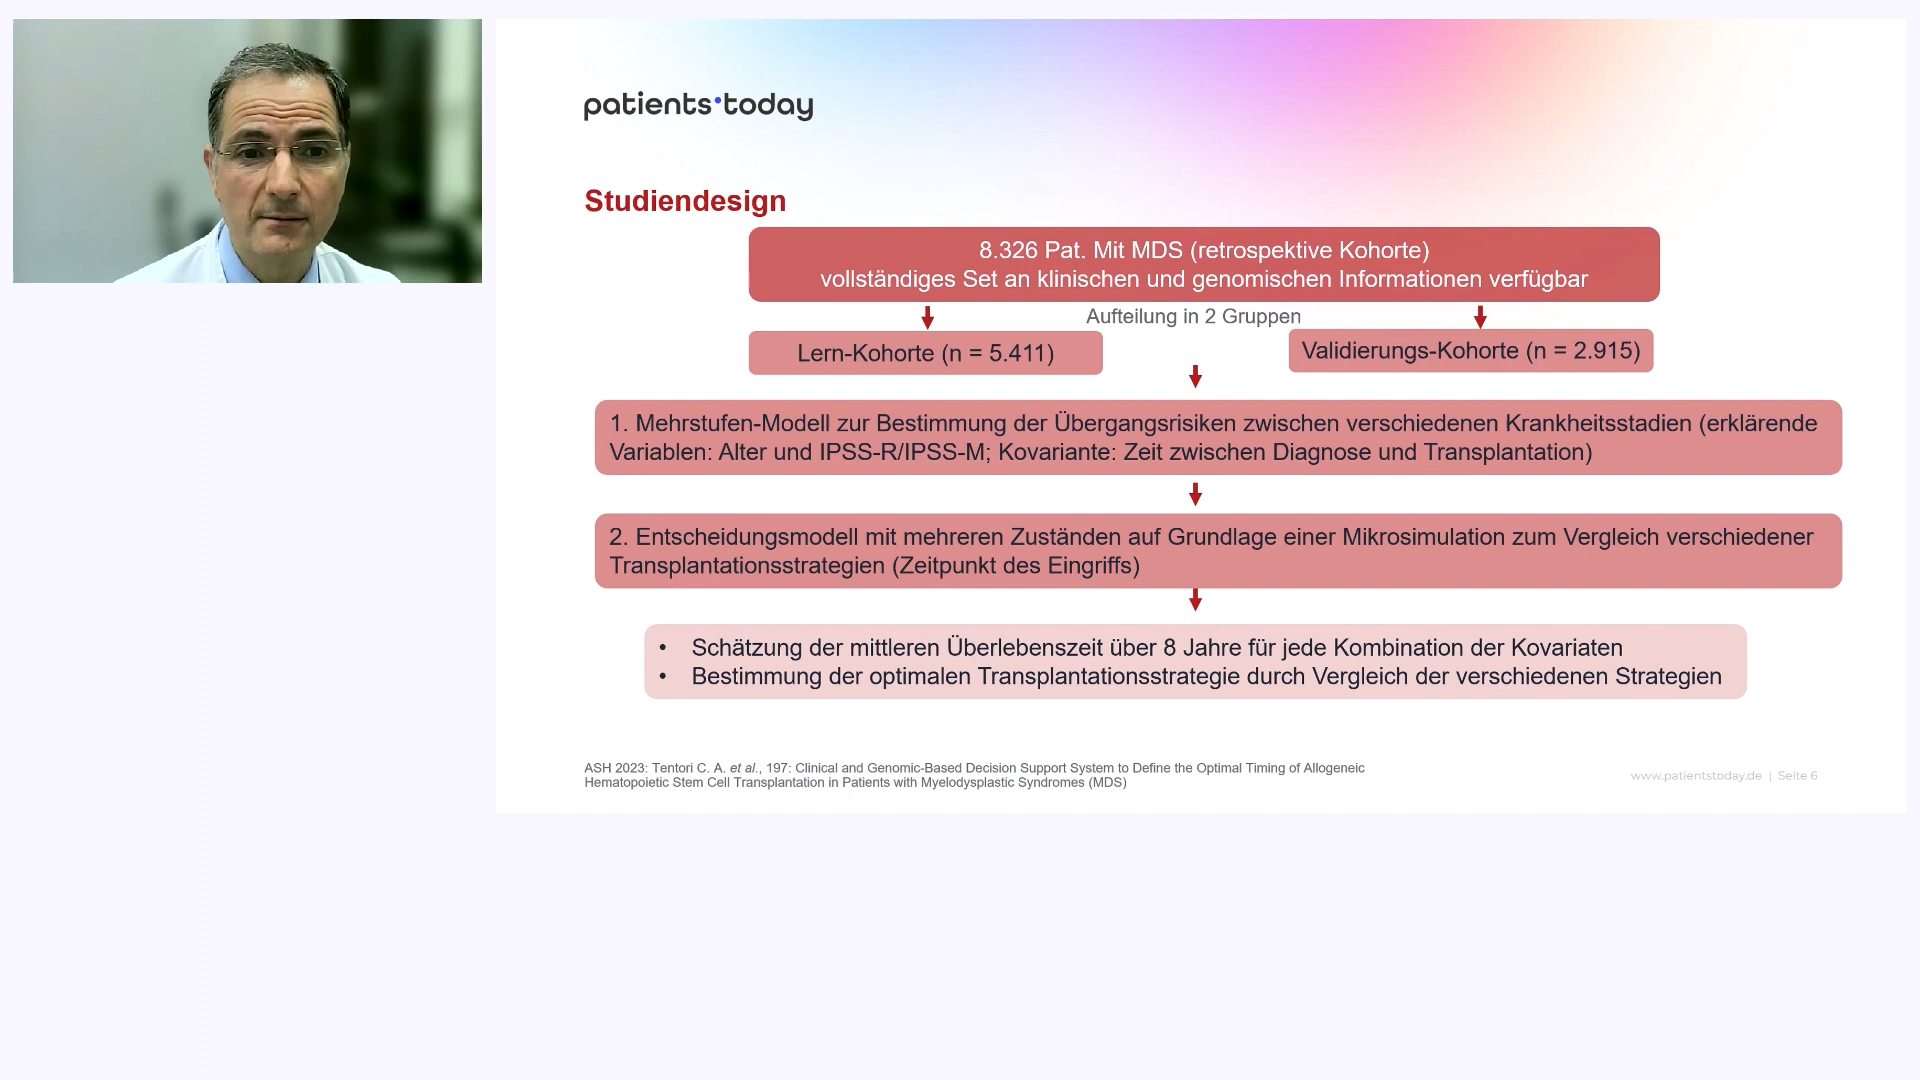 patients•today
Studiendesign
8.326 Pat. Mit MDS (retrospektive Kohorte)
vollständiges Set an klinischen und genomischen Informationen verfügbar
Aufteilung in 2 Gruppen
Lern-Kohorte (n = 5.411)
Validierungs-Kohorte (n = 2.915)
1. Mehrstufen-Modell zur Bestimmung der Übergangsrisiken zwischen verschiedenen Krankheitsstadien (erklärende
Variablen: Alter und IPSS-R/IPSS-M; Kovariante: Zeit zwischen Diagnose und Transplantation)
2. Entscheidungsmodell mit mehreren Zuständen auf Grundlage einer Mikrosimulation zum Vergleich verschiedener
Transplantationsstrategien (Zeitpunkt des Eingriffs)
• Schätzung der mittleren Überlebenszeit über 8 Jahre für jede Kombination der Kovariaten
• Bestimmung der optimalen Transplantationsstrategie durch Vergleich der verschiedenen Strategien
ASH 2023: Tentori C. A. et al., 197: Clinical and Genomic-Based Decision Support System to Define the Optimal Timing of Allogeneic
Hematopoietic Stem Cell Transplantation in Patients with Myelodysplastic Syndromes (MDS)
www.patientstoday.de | Seite 6